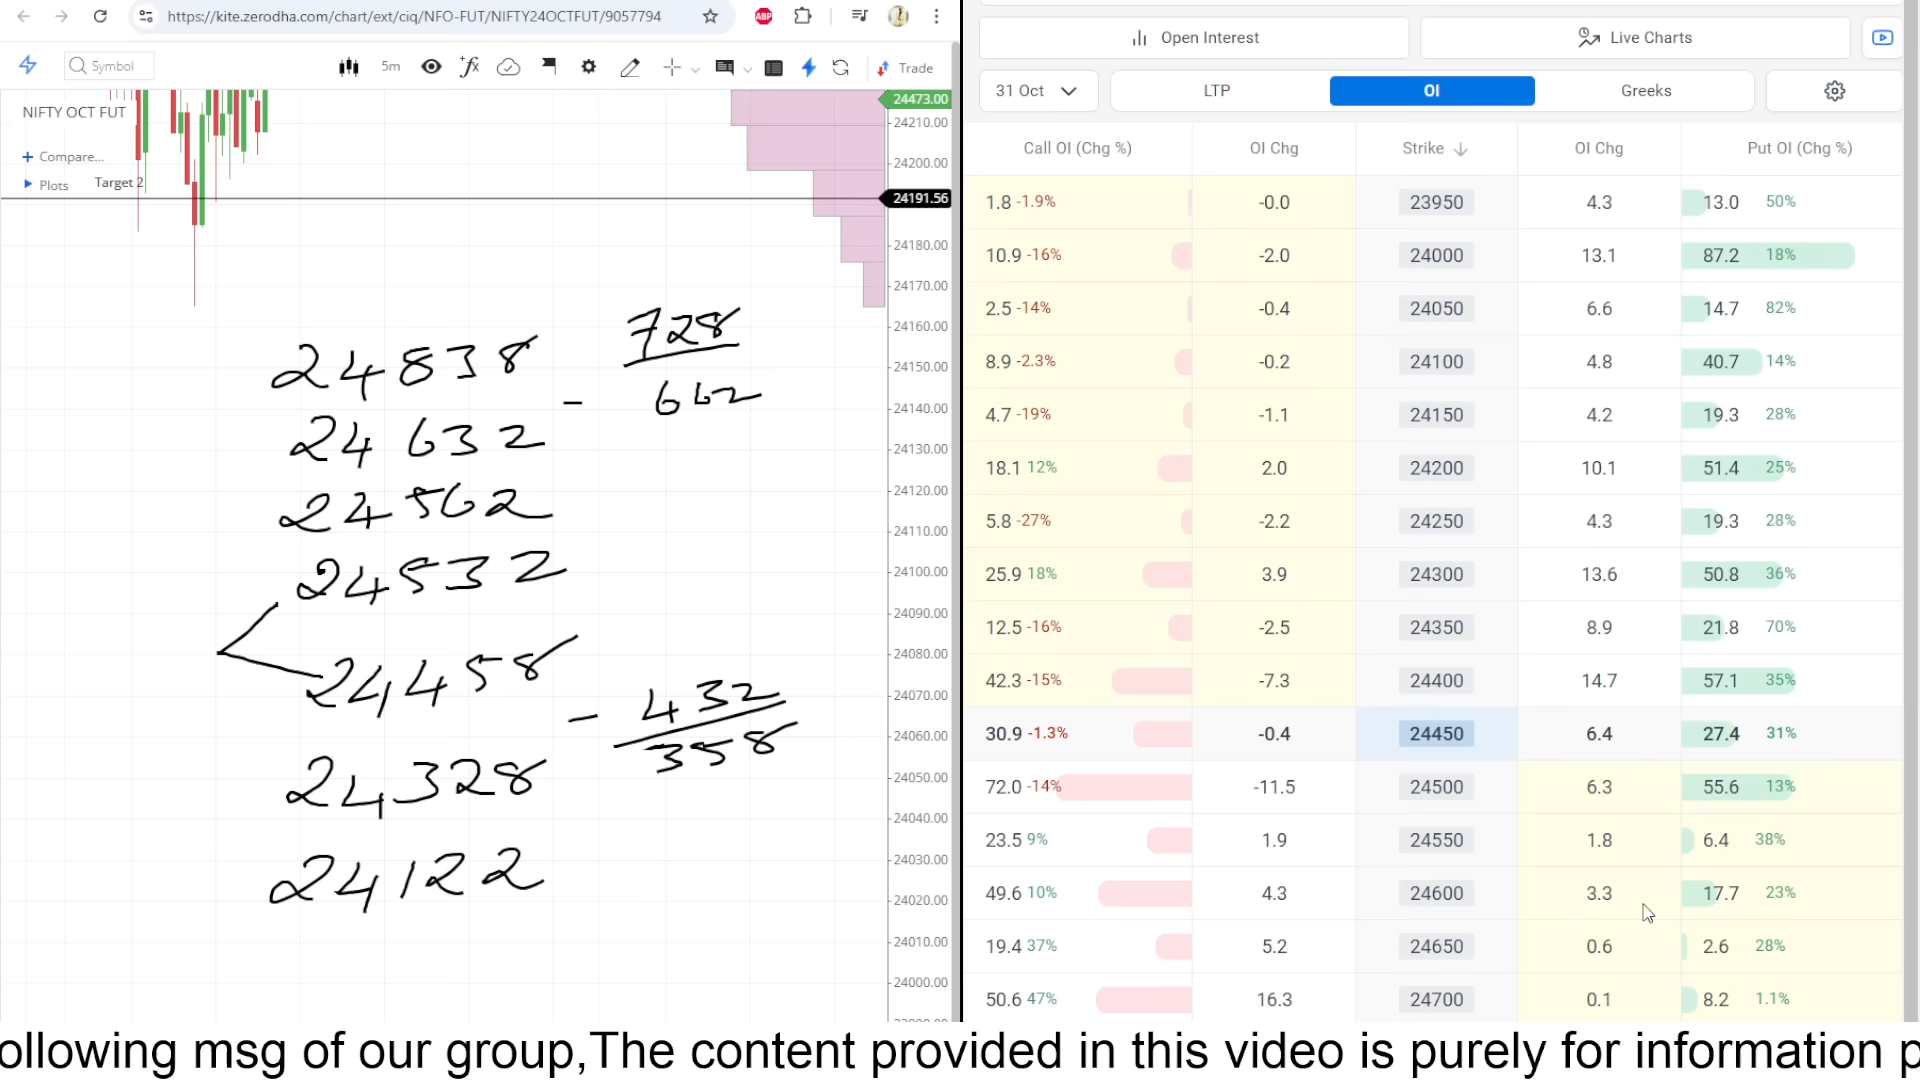 https://kite.zerodha.com/chart/ext/ciq/NFO-FUT/NIFTY24OCTFUT/9057794
ABP
Symbol
5m
Trade
NIFTY OCT FUT
Compare...
Plots
Target 2
24473.00
24210.00
24200.00
24191.56
24180.00
24170.00
24160.00
24150.00
24140.00
24130.00
24120.00
24110.00
24100.00
24090.00
24080.00
24070.00
24060.00
24050.00
24040.00
24030.00
24020.00
24010.00
24000.00
24838 - 728
662
24632
24562
24532
24458 - 432
358
24328
24122
Open Interest Live Charts
31 Oct LTP OI Greeks
Call OI (Chg %) OI Chg Strike OI Chg Put OI (Chg %)
1.8 -1.9% -0.0 23950 4.3 13.0 50%
10.9 -16% -2.0 24000 13.1 87.2 18%
2.5 -14% -0.4 24050 6.6 14.7 82%
8.9 -2.3% -0.2 24100 4.8 40.7 14%
4.7 -19% -1.1 24150 4.2 19.3 28%
18.1 12% 2.0 24200 10.1 51.4 25%
5.8 -27% -2.2 24250 4.3 19.3 28%
25.9 18% 3.9 24300 13.6 50.8 36%
12.5 -16% -2.5 24350 8.9 21.8 70%
42.3 -15% -7.3 24400 14.7 57.1 35%
30.9 -1.3% -0.4 24450 6.4 27.4 31%
72.0 -14% -11.5 24500 6.3 55.6 13%
23.5 9% 1.9 24550 1.8 6.4 38%
49.6 10% 4.3 24600 3.3 17.7 23%
19.4 37% 5.2 24650 0.6 2.6 28%
50.6 47% 16.3 24700 0.1 8.2 1.1%
ollowing msg of our group,The content provided in this video is purely for information p